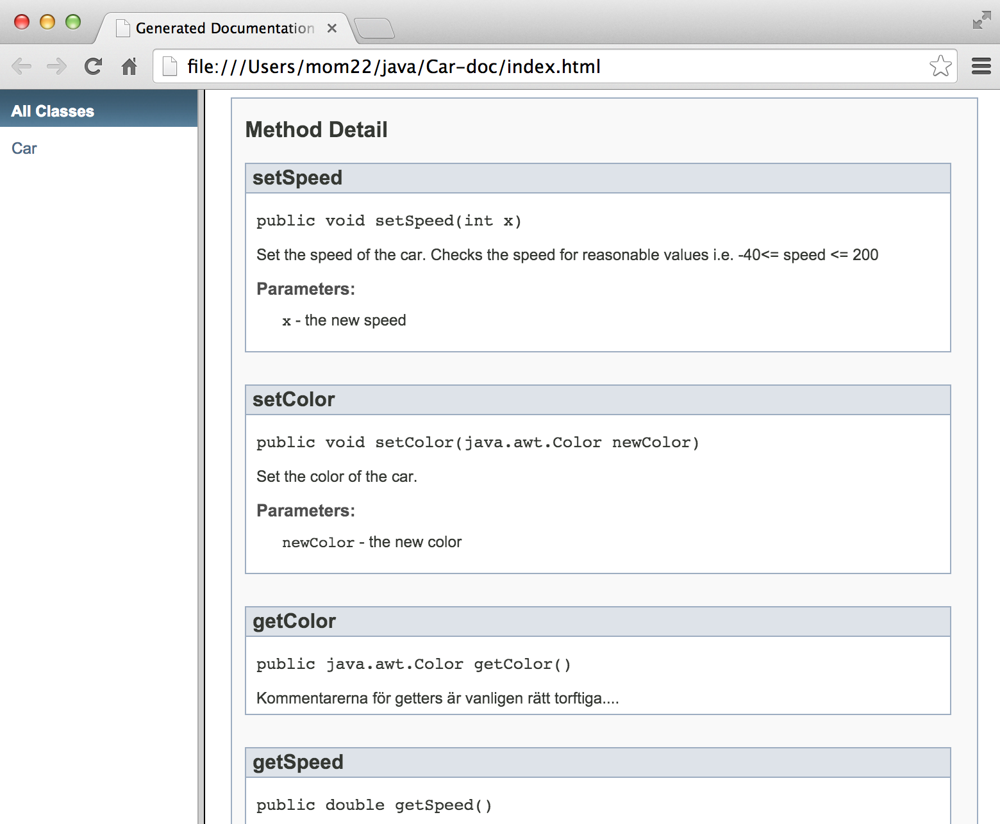 Generated Documentation
file:///Users/mom22/java/Car-doc/index.html
All Classes
Car
Method Detail
setSpeed
public void setSpeed(int x)
Set the speed of the car. Checks the speed for reasonable values i.e. -40<= speed <= 200
Parameters:
x - the new speed
setColor
public void setColor(java.awt.Color newColor)
Set the color of the car.
Parameters:
newColor - the new color
getColor
public java.awt.Color getColor()
Kommentarerna för getters är vanligen rätt torftiga....
getSpeed
public double getSpeed()